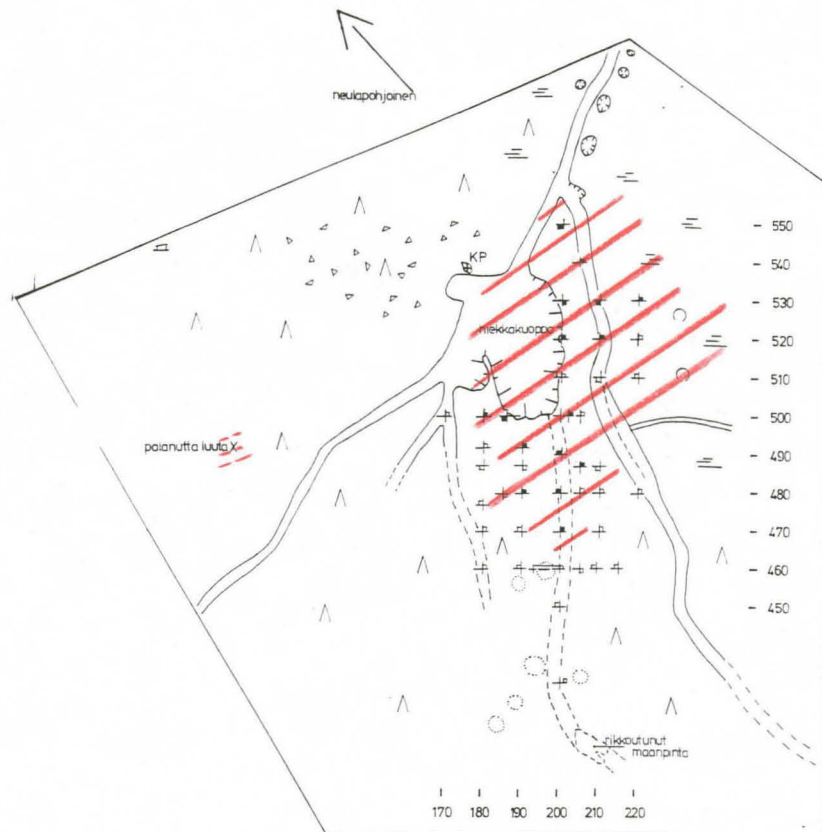 neulapohjoinen
KP
hiekkakuoppa
palanutta luuta X
- 550
- 540
- 530
- 520
- 510
- 500
- 490
- 480
- 470
- 460
- 450
rikkoutunut
maanpinta
170 180 190 200 210 220